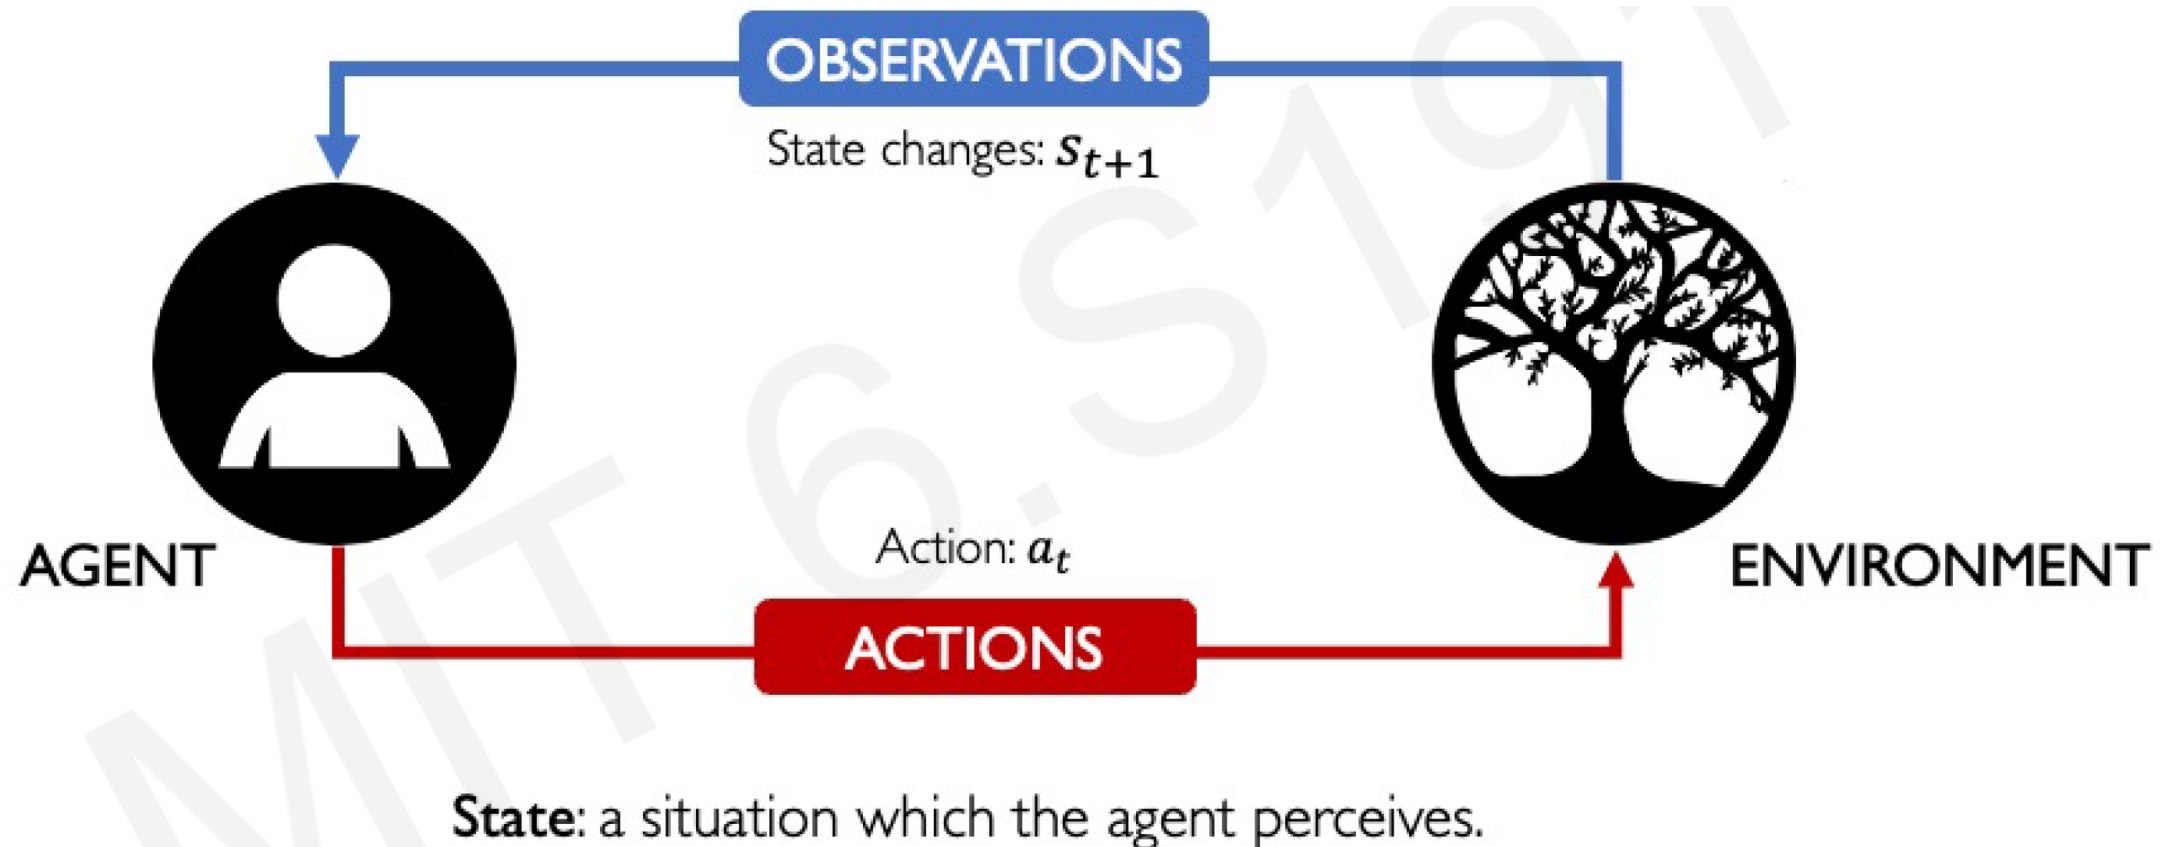 OBSERVATIONS
State changes: s_{t+1}
AGENT
ENVIRONMENT
Action: a_t
ACTIONS
State: a situation which the agent perceives.
MIT 6.S191